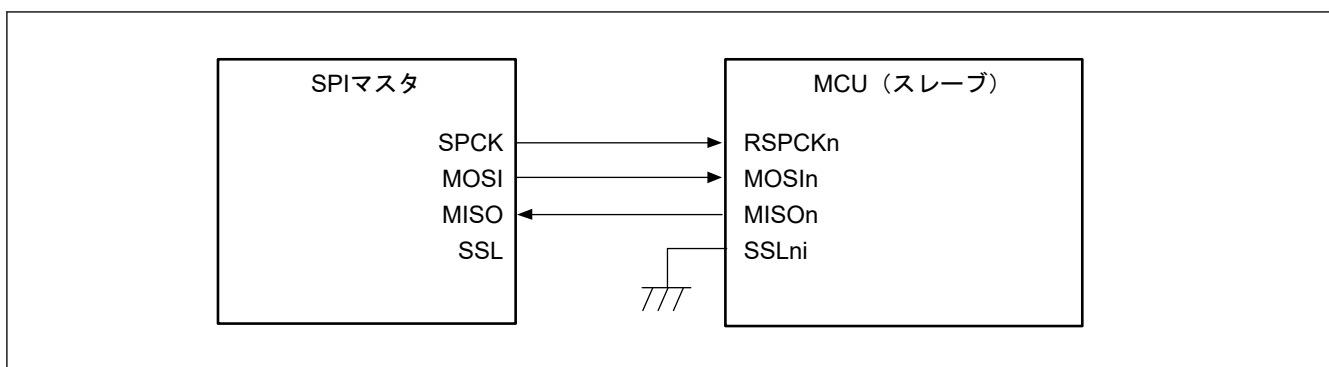 SPIマスタ
SPCK
MOSI
MISO
SSL
MCU（スレーブ）
RSPCKn
MOSIn
MISOn
SSLni